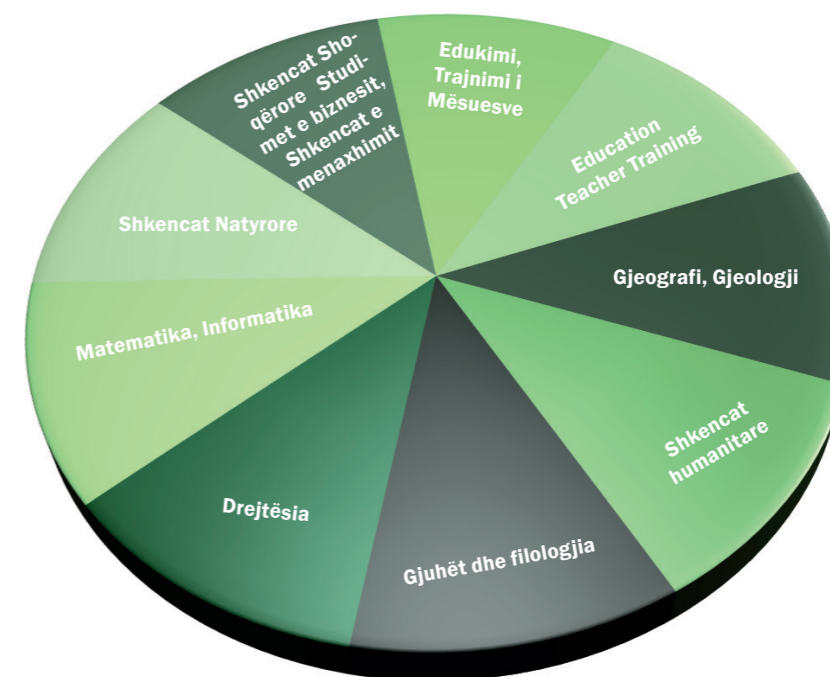 Shkencat Sho-
qërore Studi-
met e biznesit,
Shkencat e
menaxhimit
Edukimi,
Trajnimi i
Mësuesve
Education
Teacher Training
Gjeografi, Gjeologji
Shkencat
humanitare
Gjuhët dhe filologjia
Drejtësia
Matematika, Informatika
Shkencat Natyrore